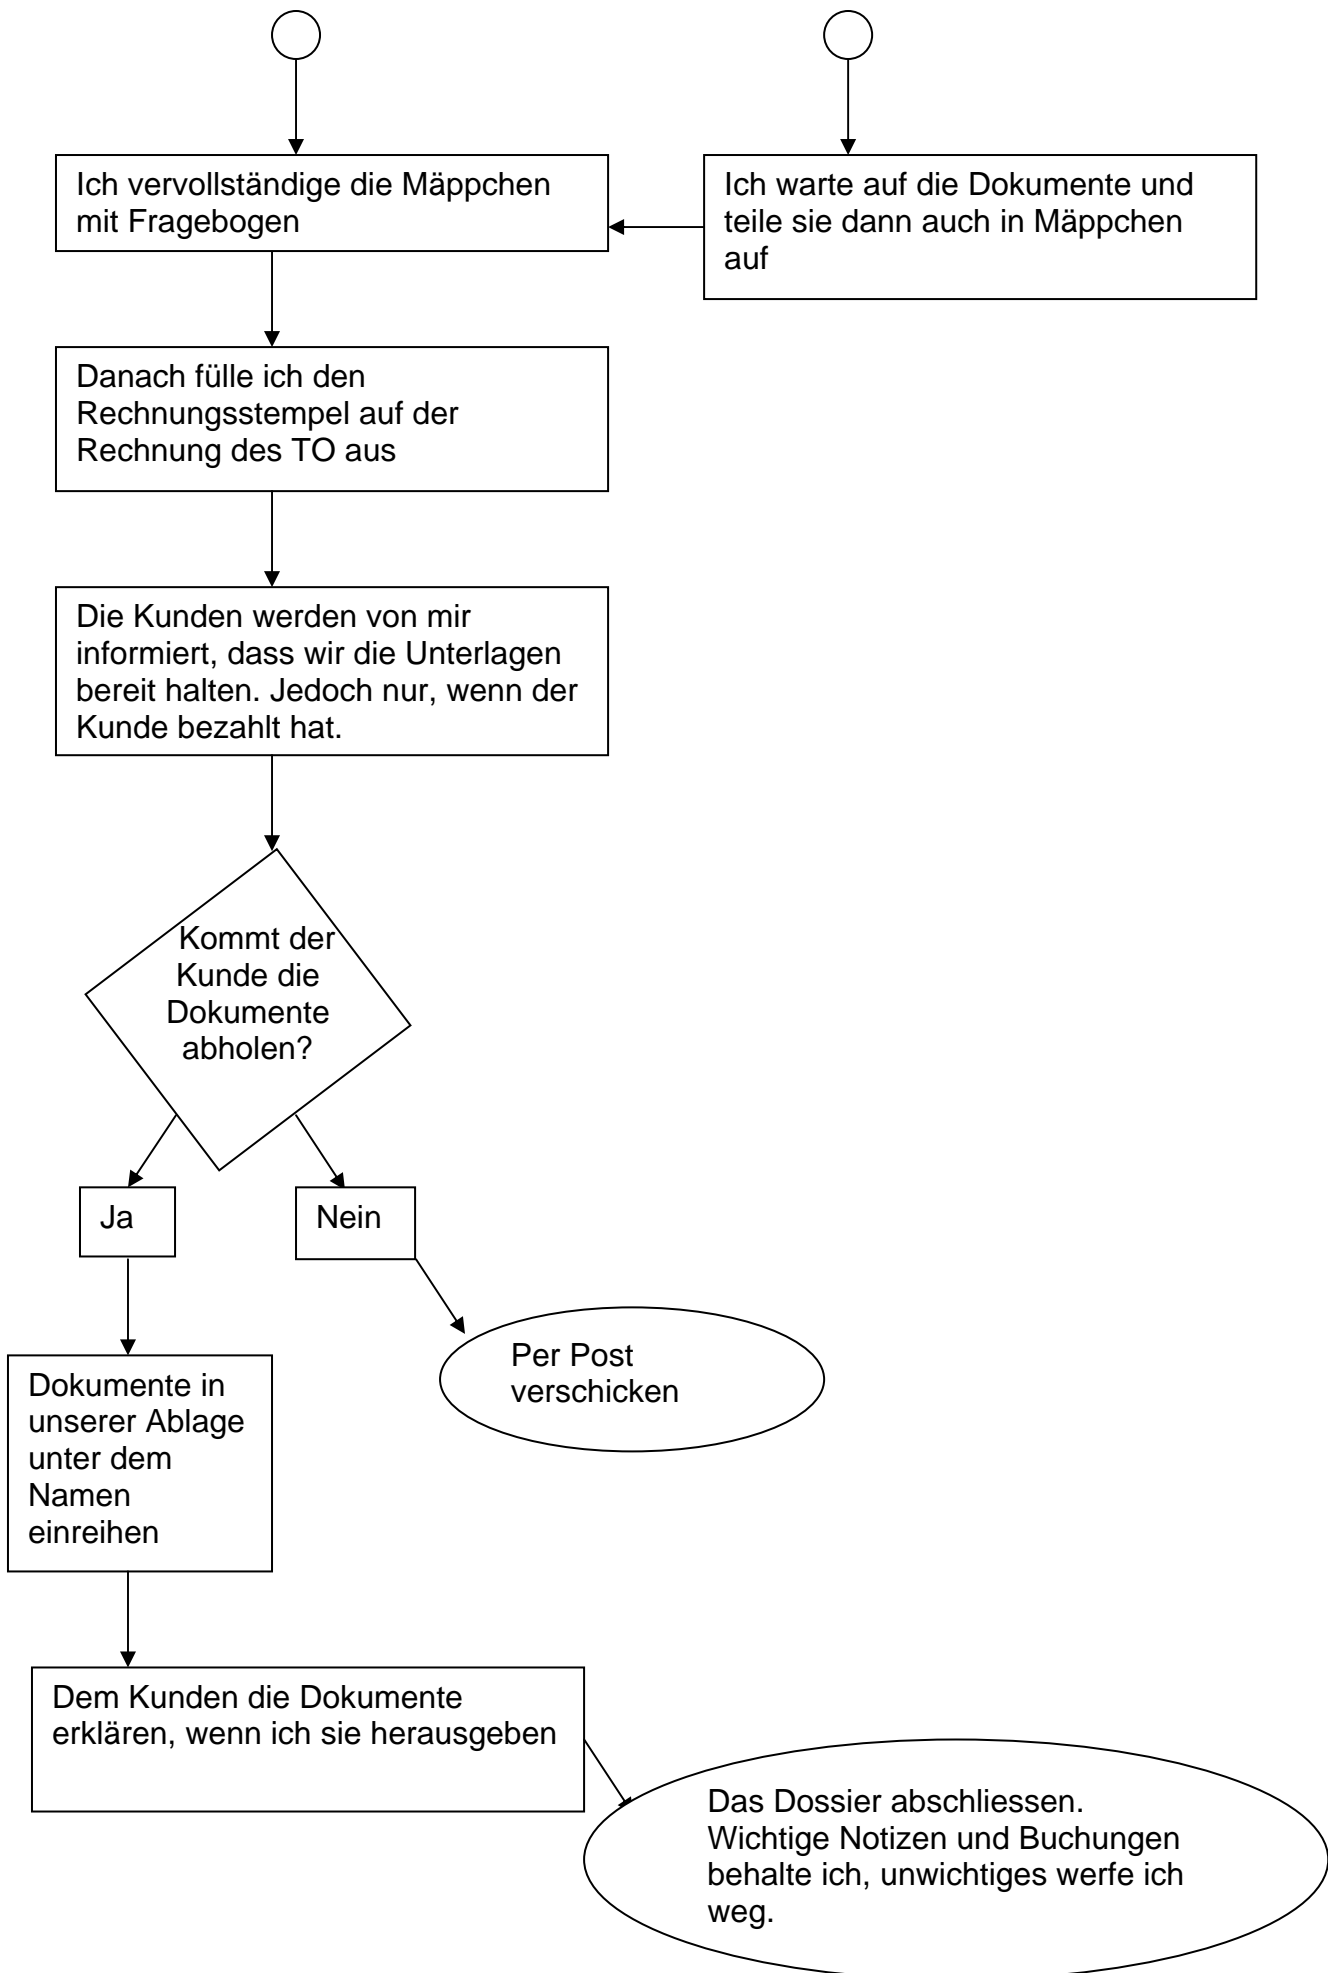 Ich vervollständige die Mäppchen
mit Fragebogen
Ich warte auf die Dokumente und
teile sie dann auch in Mäppchen
auf
Danach fülle ich den
Rechnungsstempel auf der
Rechnung des TO aus
Die Kunden werden von mir
informiert, dass wir die Unterlagen
bereit halten. Jedoch nur, wenn der
Kunde bezahlt hat.
Kommt der
Kunde die
Dokumente
abholen?
Ja
Nein
Per Post
verschicken
Dokumente in
unserer Ablage
unter dem
Namen
einreihen
Dem Kunden die Dokumente
erklären, wenn ich sie herausgeben
Das Dossier abschliessen.
Wichtige Notizen und Buchungen
behalte ich, unwichtiges werfe ich
weg.